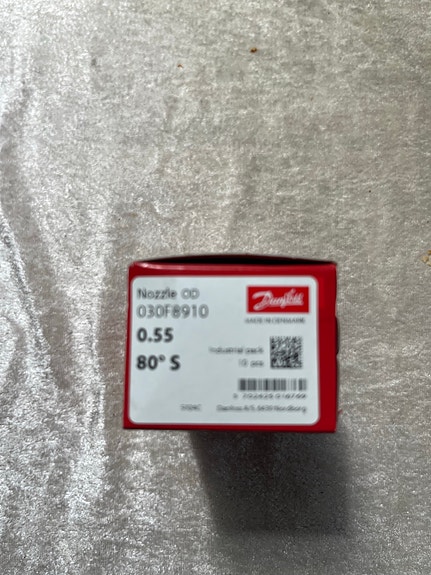 Nozzle OD
Danfoss
030F8910
MADE IN DENMARK
0.55
Industrial pack
80° S
10 pcs
Danfoss A/S, 6430 Nordborg